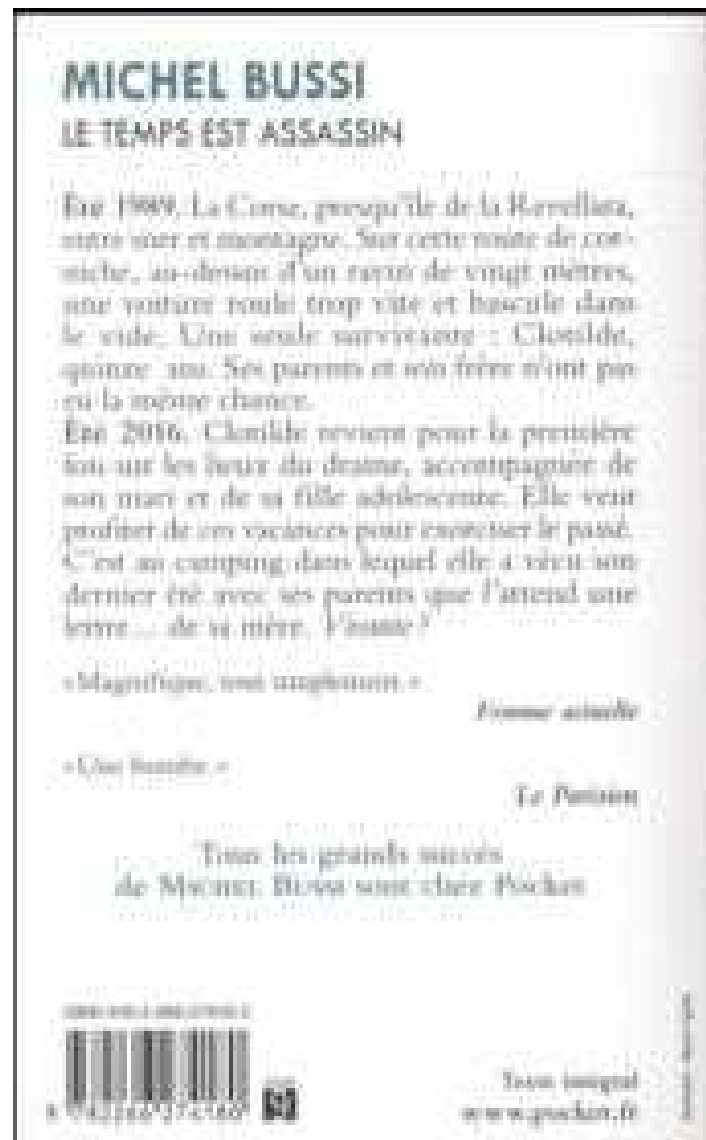 MICHEL BUSSI
LE TEMPS EST ASSASSIN
Été 1989. La Corse, presqu'île de la Revellata,
entre mer et montagne. Sur cette route de cor-
niche, au-dessus d'un ravin de vingt mètres,
une voiture roule trop vite et bascule dans
le vide. Une seule survivante : Clotilde,
quinze ans. Ses parents et son frère n'ont pas
eu la même chance.
Été 2016. Clotilde revient pour la première
fois sur les lieux du drame, accompagnée de
son mari et de sa fille adolescente. Elle veut
profiter de ces vacances pour exorciser le passé.
C'est au camping dans lequel elle a vécu son
dernier été avec ses parents que l'attend une
lettre... de sa mère. Vivante ?
« Magnifique, tout simplement. »
Femme actuelle
« Une bombe. »
Le Parisien
Tous les grands succès
de MICHEL BUSSI sont chez Pocket
Texte intégral
www.pocket.fr